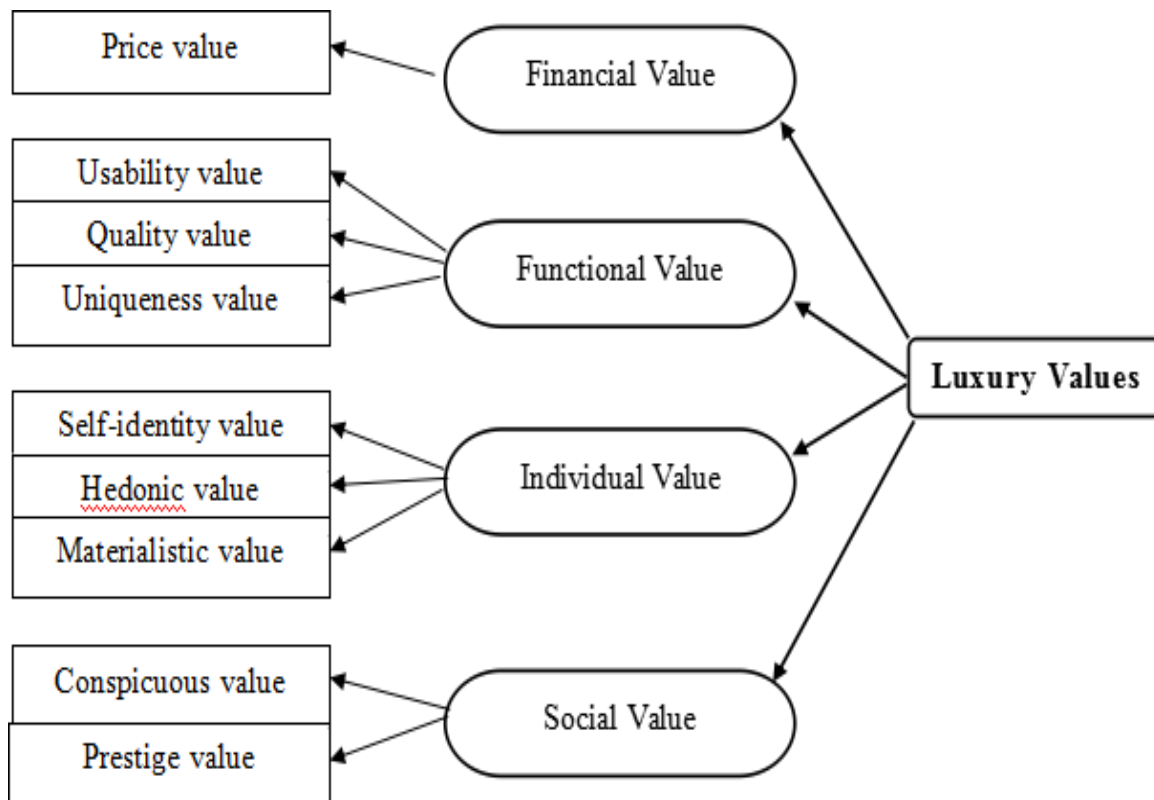 Price value
Financial Value
Usability value
Quality value
Uniqueness value
Functional Value
Luxury Values
Self-identity value
Hedonic value
Materialistic value
Individual Value
Conspicuous value
Prestige value
Social Value